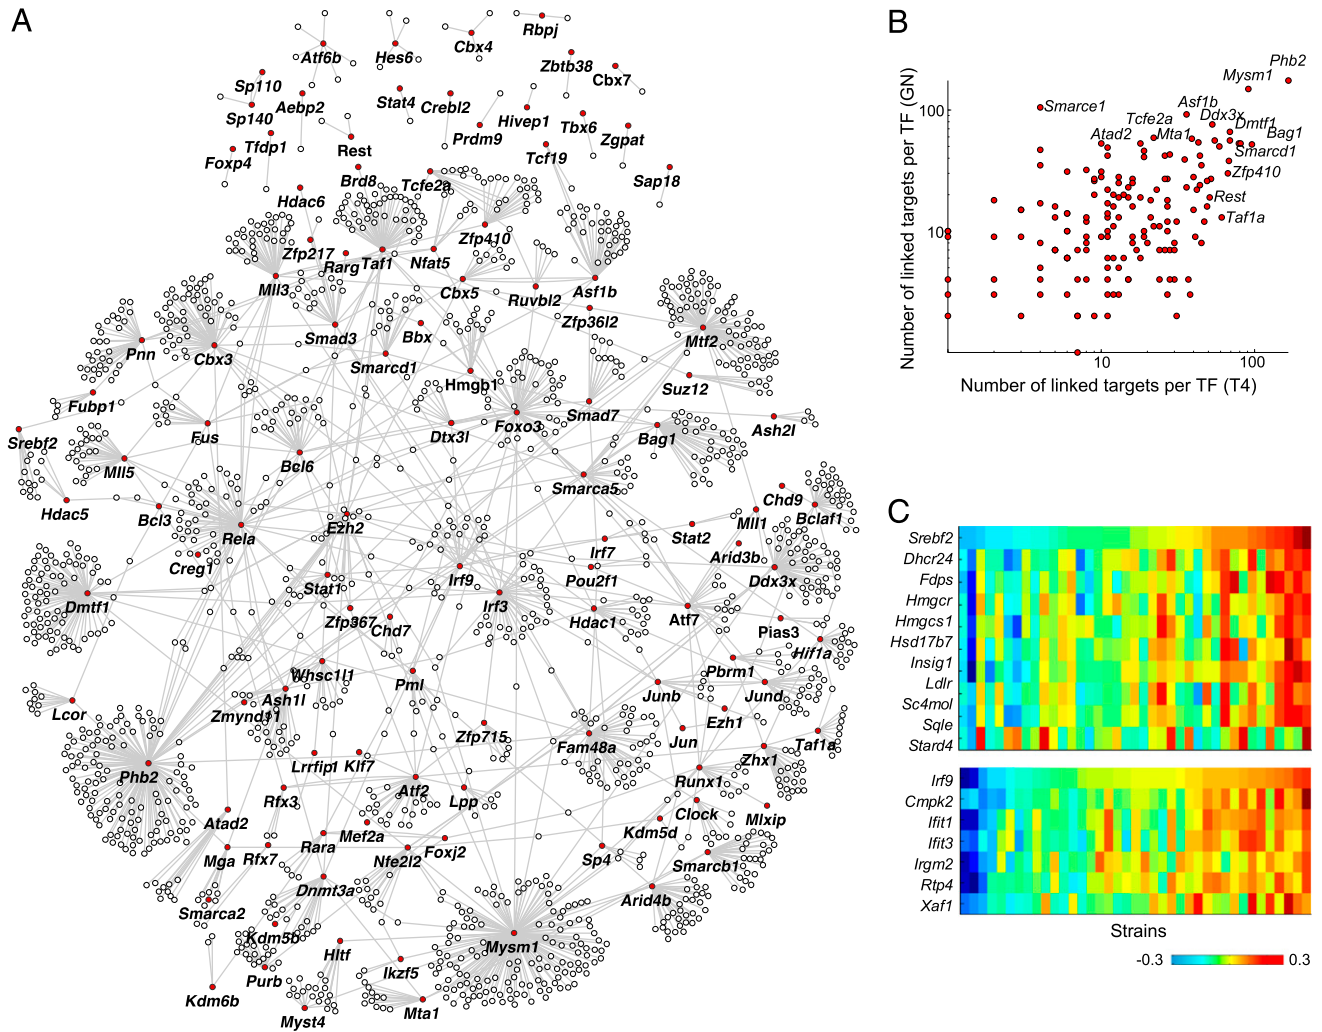 A
Rbpj
Cbx4
Atf6b
Hes6
Zbtb38
Cbx7
Sp110
Aebp2
Stat4
Crebl2
Sp140
Hivep1
Tbx6
Prdm9
Zgpat
Tfdp1
Rest
Foxp4
Tcf19
Brd8
Tcfe2a
Sap18
Hdac6
Zfp410
Zfp217
Rarg
Taf1
Nfat5
Mll3
Cbx5
Ruvbl2
Asf1b
Zfp36l2
Smad3
Bbx
Mtf2
Pnn
Cbx3
Smarcd1
Hmgb1
Suz12
Fubp1
Smad7
Fus
Dtx3l
Foxo3
Bag1
Ash2l
Srebf2
Mll5
Bcl6
Smarca5
Chd9
Hdac5
Bcl3
Mll1
Bclaf1
Rela
Ezh2
Stat2
Irf7
Arid3b
Creg1
Stat1
Irf9
Pou2f1
Ddx3x
Dmtf1
Irf3
Zfp367
Chd7
Hdac1
Atf7
Pias3
Hif1a
Whsc1l1
Pml
Pbrm1
Ash1l
Junb
Jund
Lcor
Zmynd11
Ezh1
Zfp715
Jun
Fam48a
Taf1a
Zhx1
Phb2
Lrrfip1
Klf7
Runx1
Rfx3
Atf2
Lpp
Clock
Mlxip
Atad2
Mef2a
Kdm5d
Rara
Foxj2
Mga
Rfx7
Nfe2l2
Sp4
Smarcb1
Dnmt3a
Arid4b
Smarca2
Kdm5b
Mysm1
Hltf
Ikzf5
Purb
Kdm6b
Mta1
Myst4
B
Number of linked targets per TF (GN)
100
10
Phb2
Mysm1
Smarce1
Asf1b
Tcfe2a
Ddx3x
Dmtf1
Atad2
Mta1
Bag1
Smarcd1
Zfp410
Rest
Taf1a
10
100
Number of linked targets per TF (T4)
C
Srebf2
Dhcr24
Fdps
Hmgcr
Hmgcs1
Hsd17b7
Insig1
Ldlr
Sc4mol
Sqle
Stard4
Irf9
Cmpk2
Ifit1
Ifit3
Irgm2
Rtp4
Xaf1
Strains
-0.3
0.3